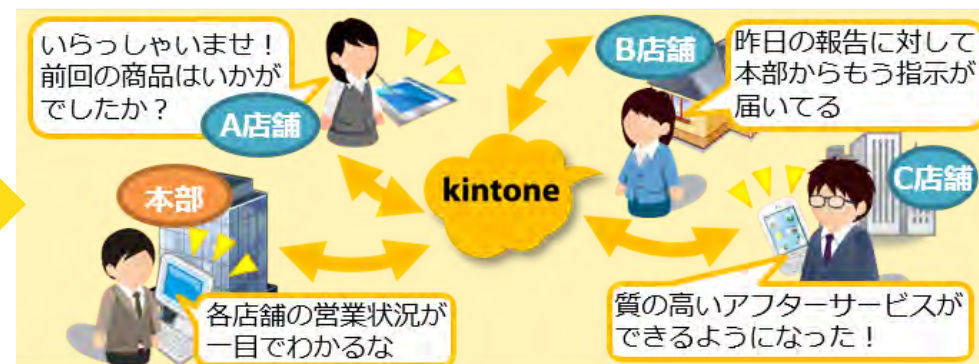 いらっしゃいませ！
前回の商品はいかが
でしたか？
A店舗
B店舗
昨日の報告に対して
本部からもう指示が
届いてる
本部
kintone
C店舗
各店舗の営業状況が
一目でわかるな
質の高いアフターサービスが
できるようになった！